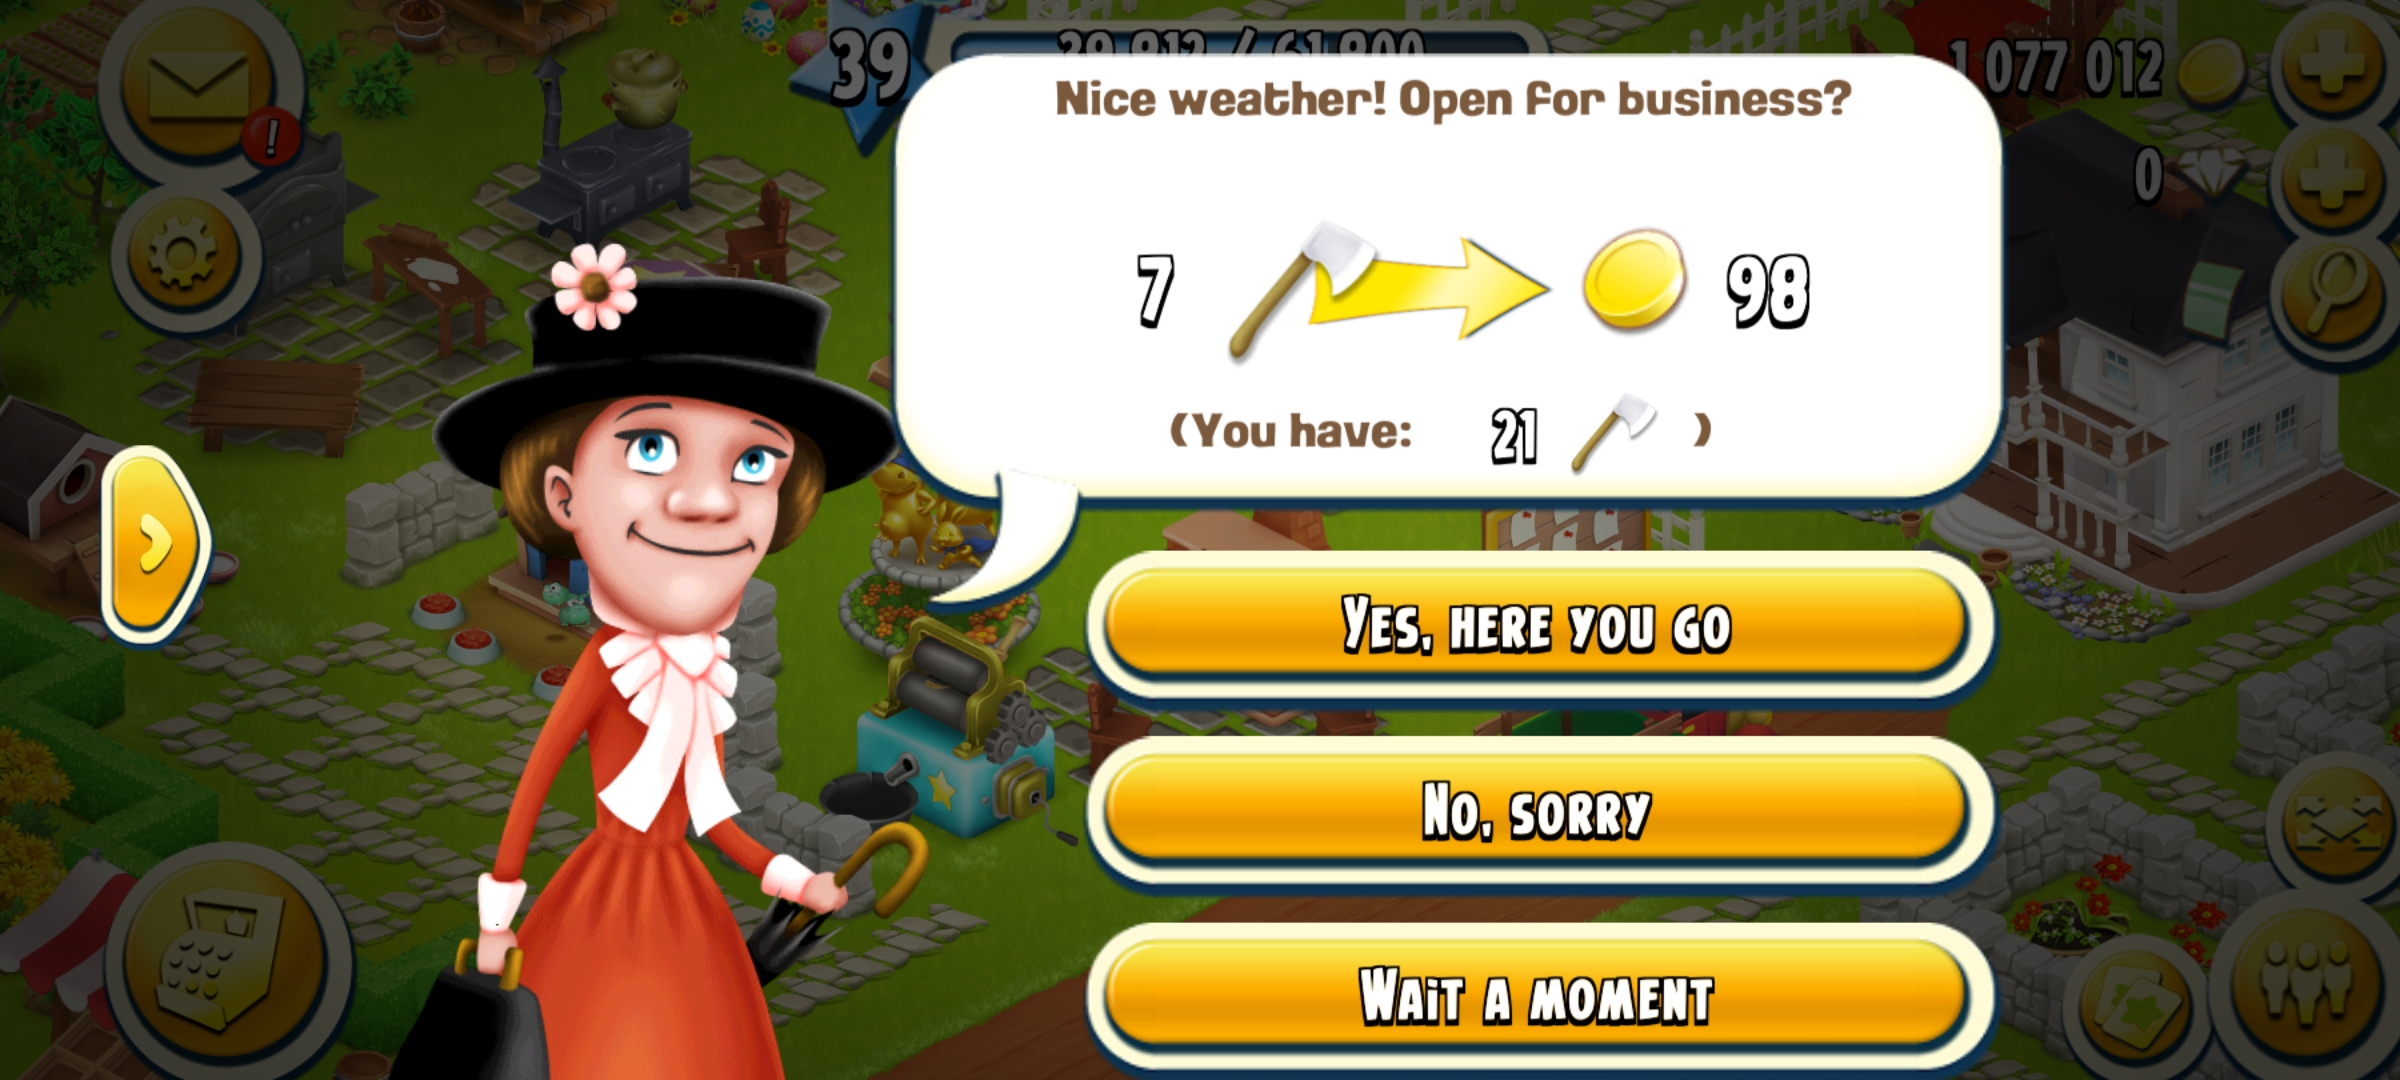 39
1 077 012
Nice weather! Open for business?
0
7 98
(You have: 21 )
Yes, here you go
No, sorry
Wait a moment